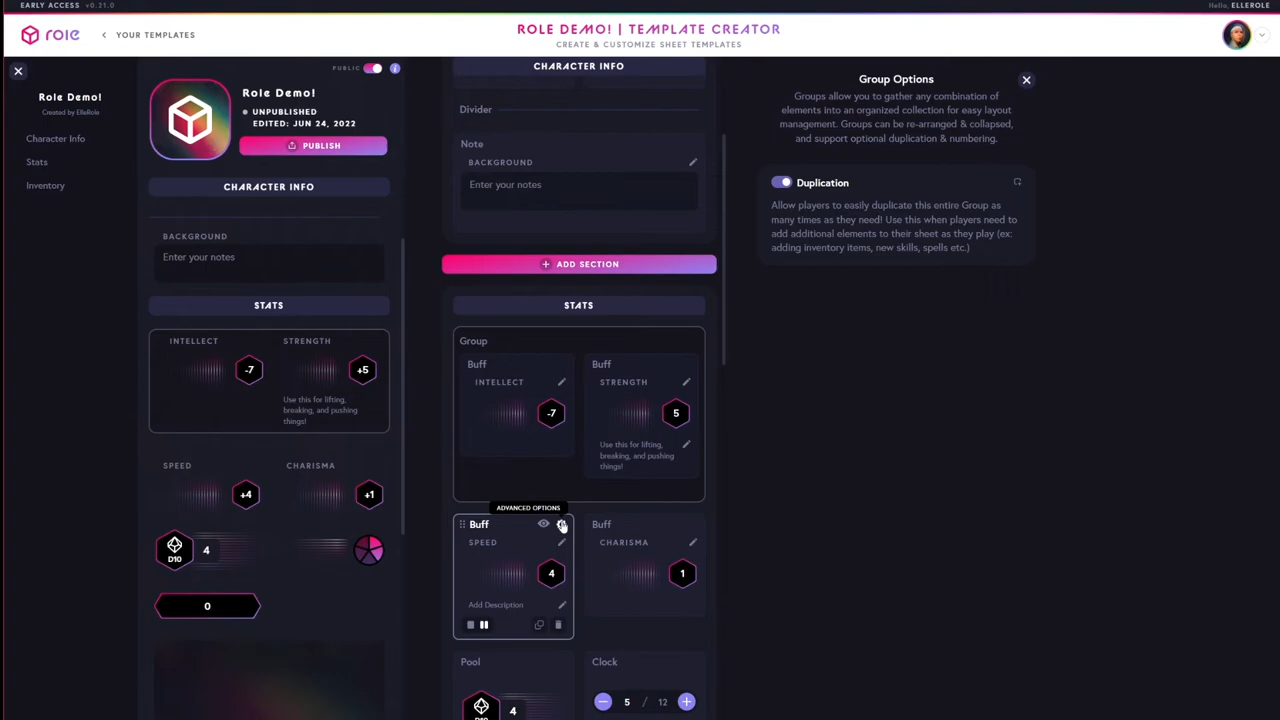 EARLY ACCESS v0.21.0
Hello, ELLEROLE
role
YOUR TEMPLATES
ROLE DEMO! | TEMPLATE CREATOR
CREATE & CUSTOMIZE SHEET TEMPLATES
Role Demo!
Created by ElleRole
Character Info
Stats
Inventory
PUBLIC
Role Demo!
UNPUBLISHED
EDITED: JUN 24, 2022
PUBLISH
CHARACTER INFO
BACKGROUND
Enter your notes
STATS
INTELLECT
STRENGTH
-7
+5
Use this for lifting,
breaking, and pushing
things!
SPEED
CHARISMA
+4
+1
D10
4
0
CHARACTER INFO
Divider
Note
BACKGROUND
Enter your notes
+ ADD SECTION
STATS
Group
Buff
Buff
INTELLECT
STRENGTH
-7
5
Use this for lifting,
breaking, and pushing
things!
ADVANCED OPTIONS
Buff
Buff
SPEED
CHARISMA
4
1
Add Description
Pool
Clock
D10
4
5 / 12
Group Options
Groups allow you to gather any combination of
elements into an organized collection for easy layout
management. Groups can be re-arranged & collapsed,
and support optional duplication & numbering.
Duplication
Allow players to easily duplicate this entire Group as
many times as they need! Use this when players need to
add additional elements to their sheet as they play (ex:
adding inventory items, new skills, spells etc.)